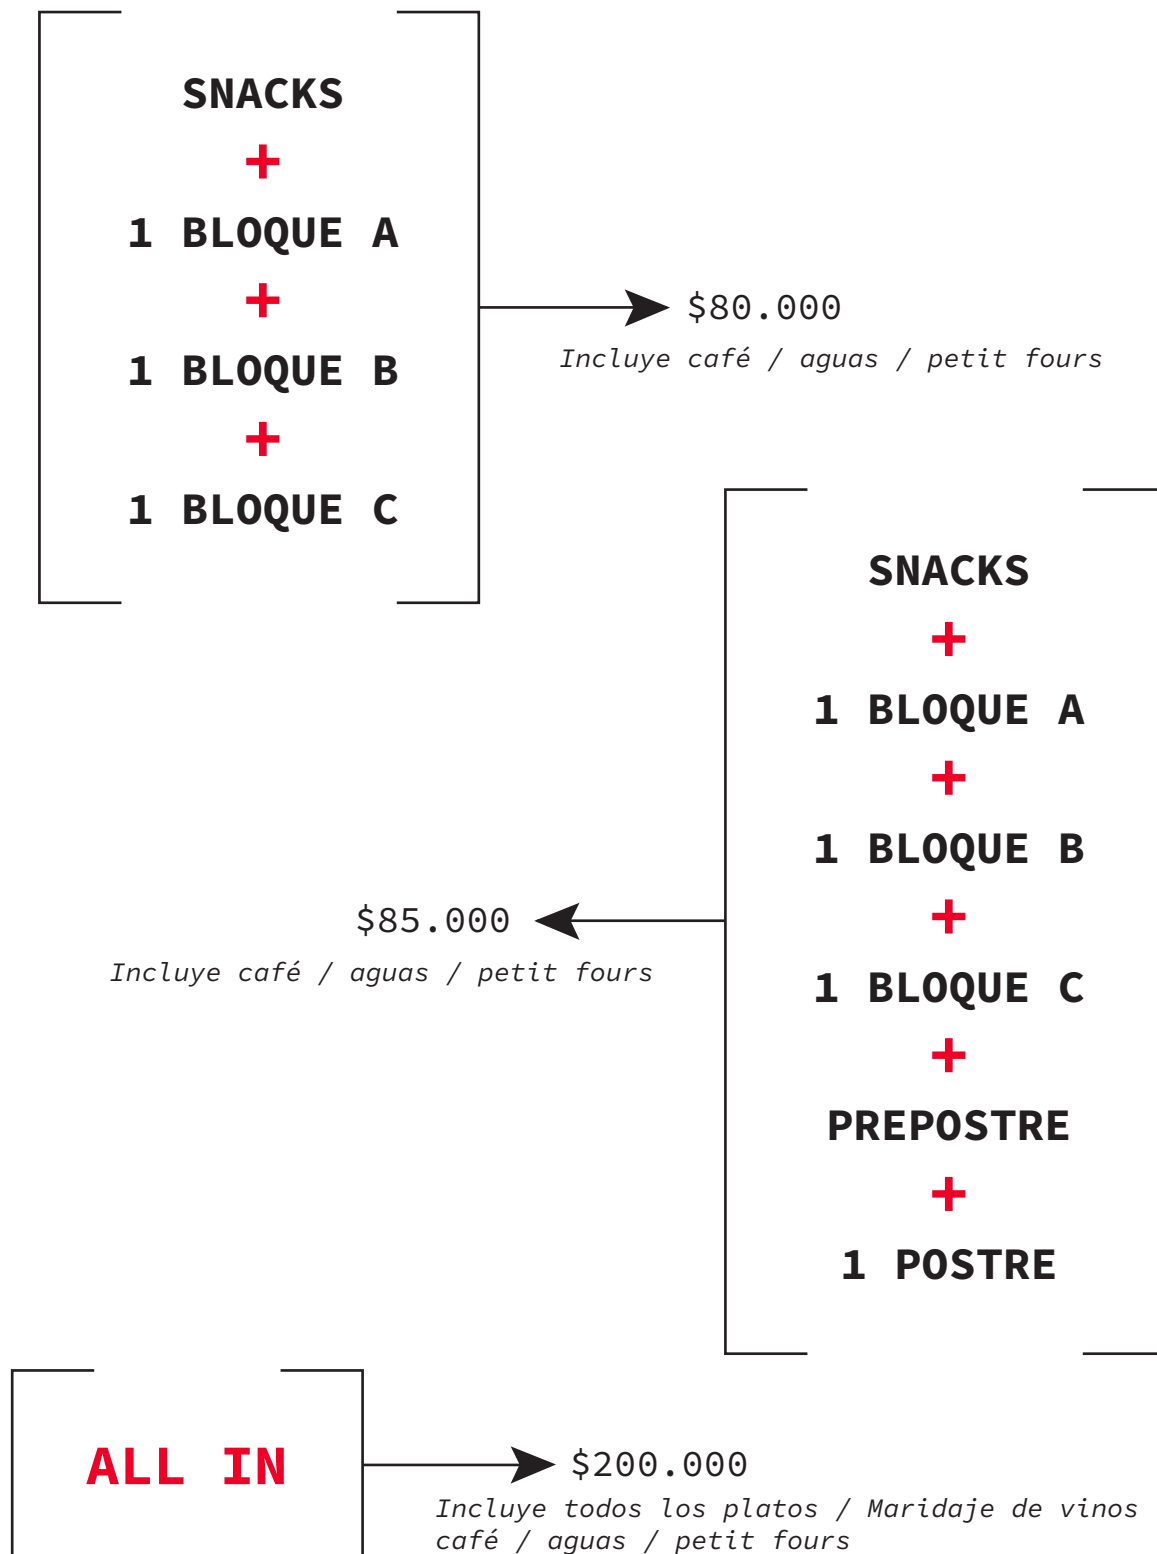 SNACKS
+
1 BLOQUE A
+
1 BLOQUE B
+
1 BLOQUE C
$80.000
Incluye café / aguas / petit fours
SNACKS
+
1 BLOQUE A
+
1 BLOQUE B
+
1 BLOQUE C
+
PREPOSTRE
+
1 POSTRE
$85.000
Incluye café / aguas / petit fours
ALL IN
$200.000
Incluye todos los platos / Maridaje de vinos
café / aguas / petit fours